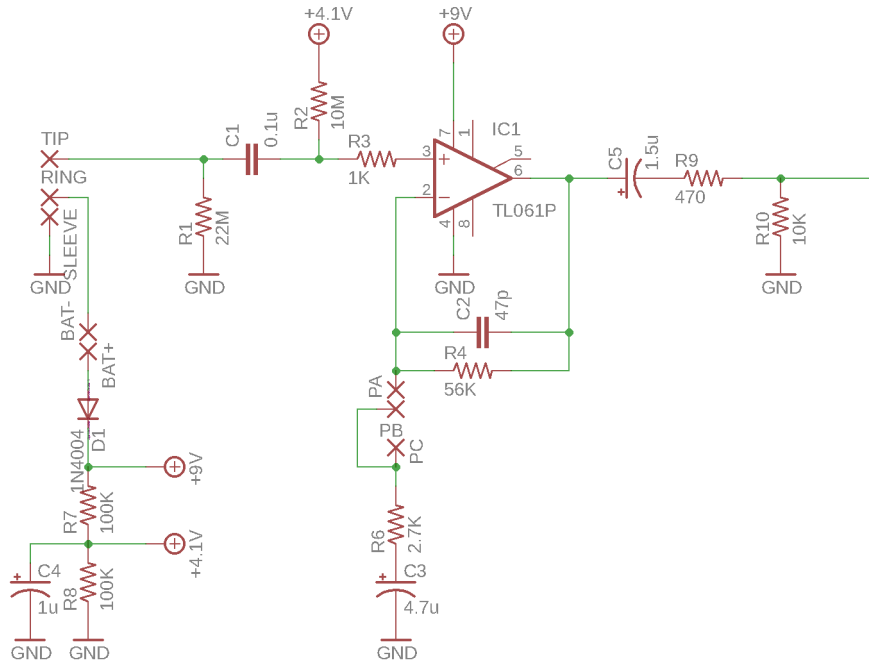 +4.1V
+9V
TIP
RING
SLEEVE
GND
C1
0.1u
R2
10M
R3
1K
R1
22M
GND
3
2
7
1
4
8
5
6
+
−
IC1
TL061P
GND
C5
1.5u
+
R9
470
R10
10K
GND
C2
47p
R4
56K
PA
PB
PC
R6
2.7K
C3
+
4.7u
GND
BAT-
BAT+
D1
1N4004
+9V
R7
100K
+4.1V
C4
+
1u
R8
100K
GND
GND